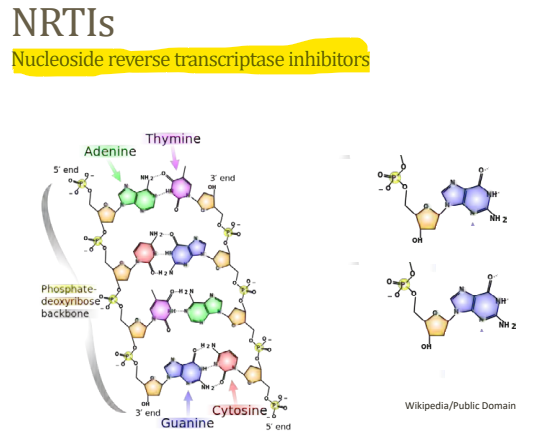 NRTIs
Nucleoside reverse transcriptase inhibitors
Thymine
Adenine
5' end
3' end
Phosphate-
deoxyribose
backbone
3' end
Cytosine
Guanine
5' end
Wikipedia/Public Domain